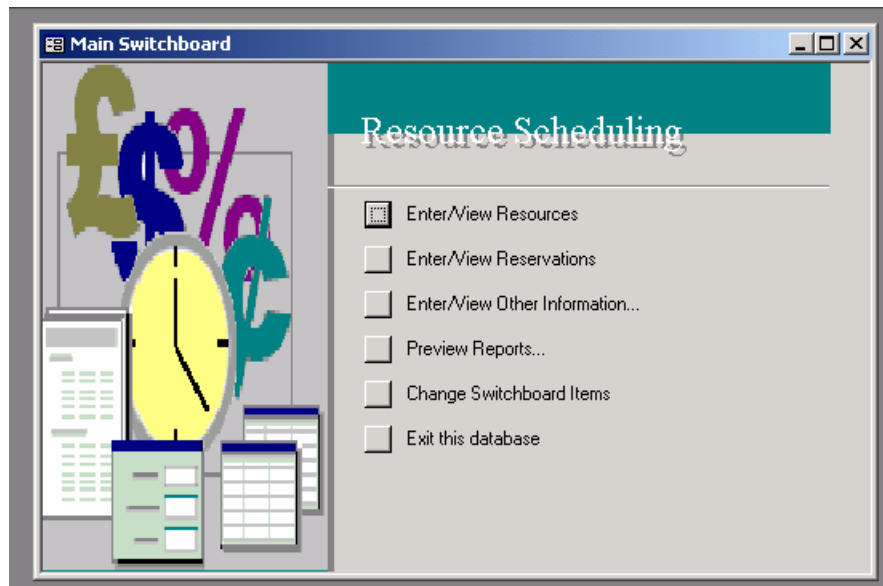 Main Switchboard
Resource Scheduling
Enter/View Resources
Enter/View Reservations
Enter/View Other Information...
Preview Reports...
Change Switchboard Items
Exit this database